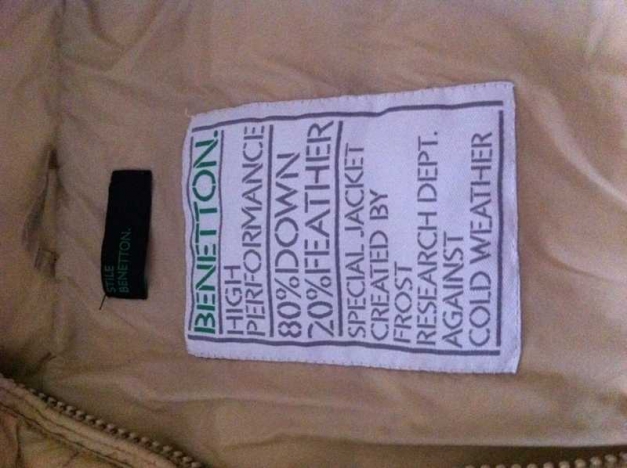 STILE
BENETTON.
BENETTON.
HIGH
PERFORMANCE
80%DOWN
20%FEATHER
SPECIAL JACKET
CREATED BY
FROST
RESEARCH DEPT.
AGAINST
COLD WEATHER